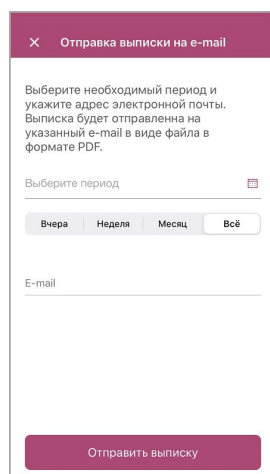 Отправка выписки на e-mail
Выберите необходимый период и
укажите адрес электронной почты.
Выписка будет отправленна на
указанный e-mail в виде файла в
формате PDF.
Выберите период
Вчера Неделя Месяц Всё
E-mail
Отправить выписку